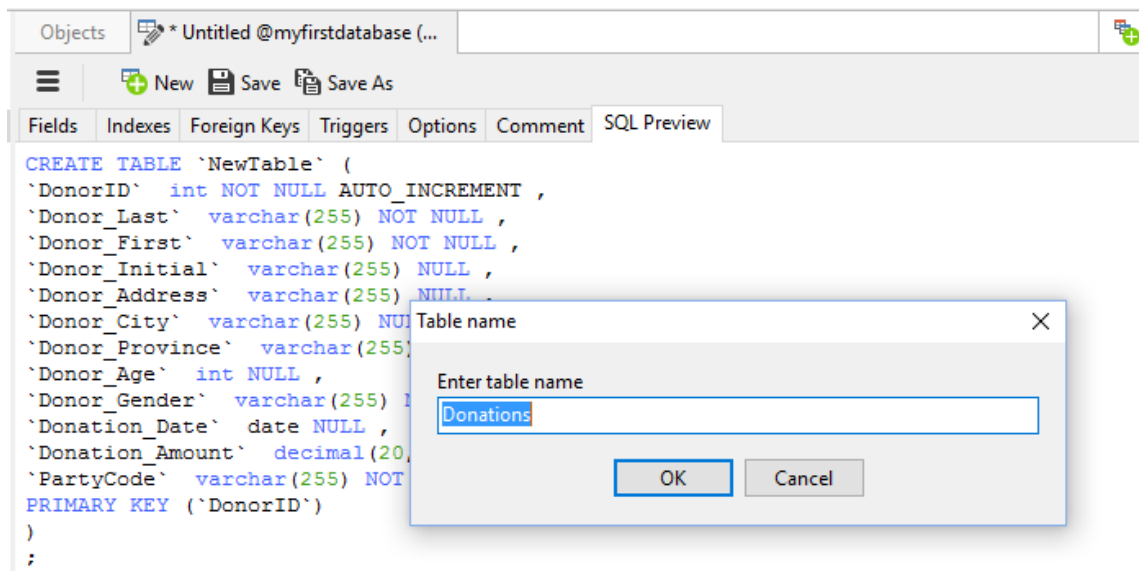 Objects * Untitled @myfirstdatabase (...
New Save Save As
Fields Indexes Foreign Keys Triggers Options Comment SQL Preview
CREATE TABLE `NewTable` (
`DonorID`  int NOT NULL AUTO_INCREMENT ,
`Donor_Last`  varchar(255) NOT NULL ,
`Donor_First`  varchar(255) NOT NULL ,
`Donor_Initial`  varchar(255) NULL ,
`Donor_Address`  varchar(255) NULL ,
`Donor_City`  varchar(255)
`Donor_Province`  varchar(255)
`Donor_Age`  int NULL ,
`Donor_Gender`  varchar(255)
`Donation_Date`  date NULL ,
`Donation_Amount`  decimal(20,
`PartyCode`  varchar(255) NOT
PRIMARY KEY (`DonorID`)
)
;
Table name
Enter table name
Donations
OK Cancel